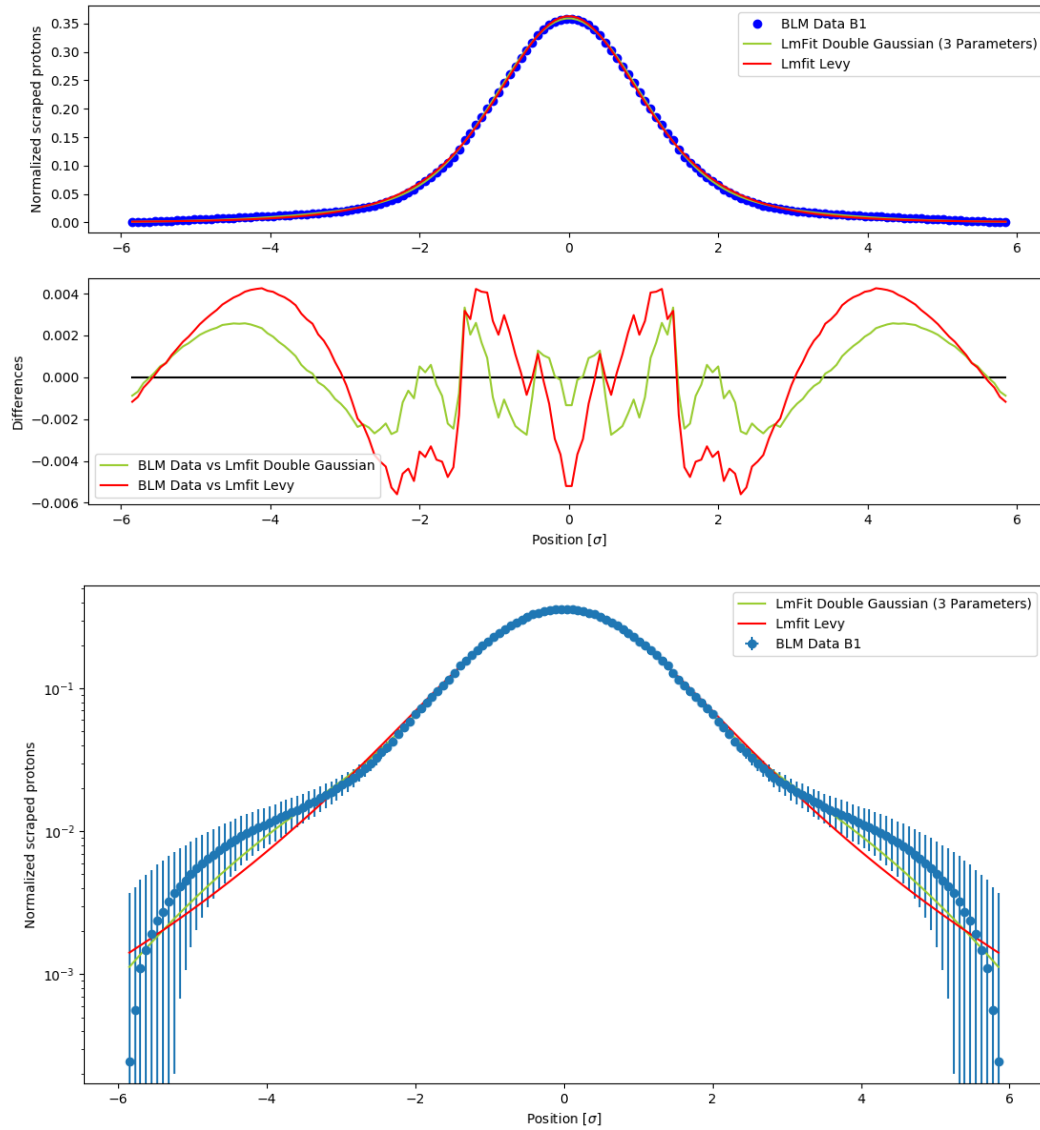 Normalized scraped protons
0.35
0.30
0.25
0.20
0.15
0.10
0.05
0.00
BLM Data B1
LmFit Double Gaussian (3 Parameters)
Lmfit Levy
−6
−4
−2
0
2
4
6
Differences
0.004
0.002
0.000
−0.002
−0.004
−0.006
BLM Data vs Lmfit Double Gaussian
BLM Data vs Lmfit Levy
−6
−4
−2
0
2
4
6
Position [σ]
Normalized scraped protons
10⁻¹
10⁻²
10⁻³
LmFit Double Gaussian (3 Parameters)
Lmfit Levy
BLM Data B1
−6
−4
−2
0
2
4
6
Position [σ]